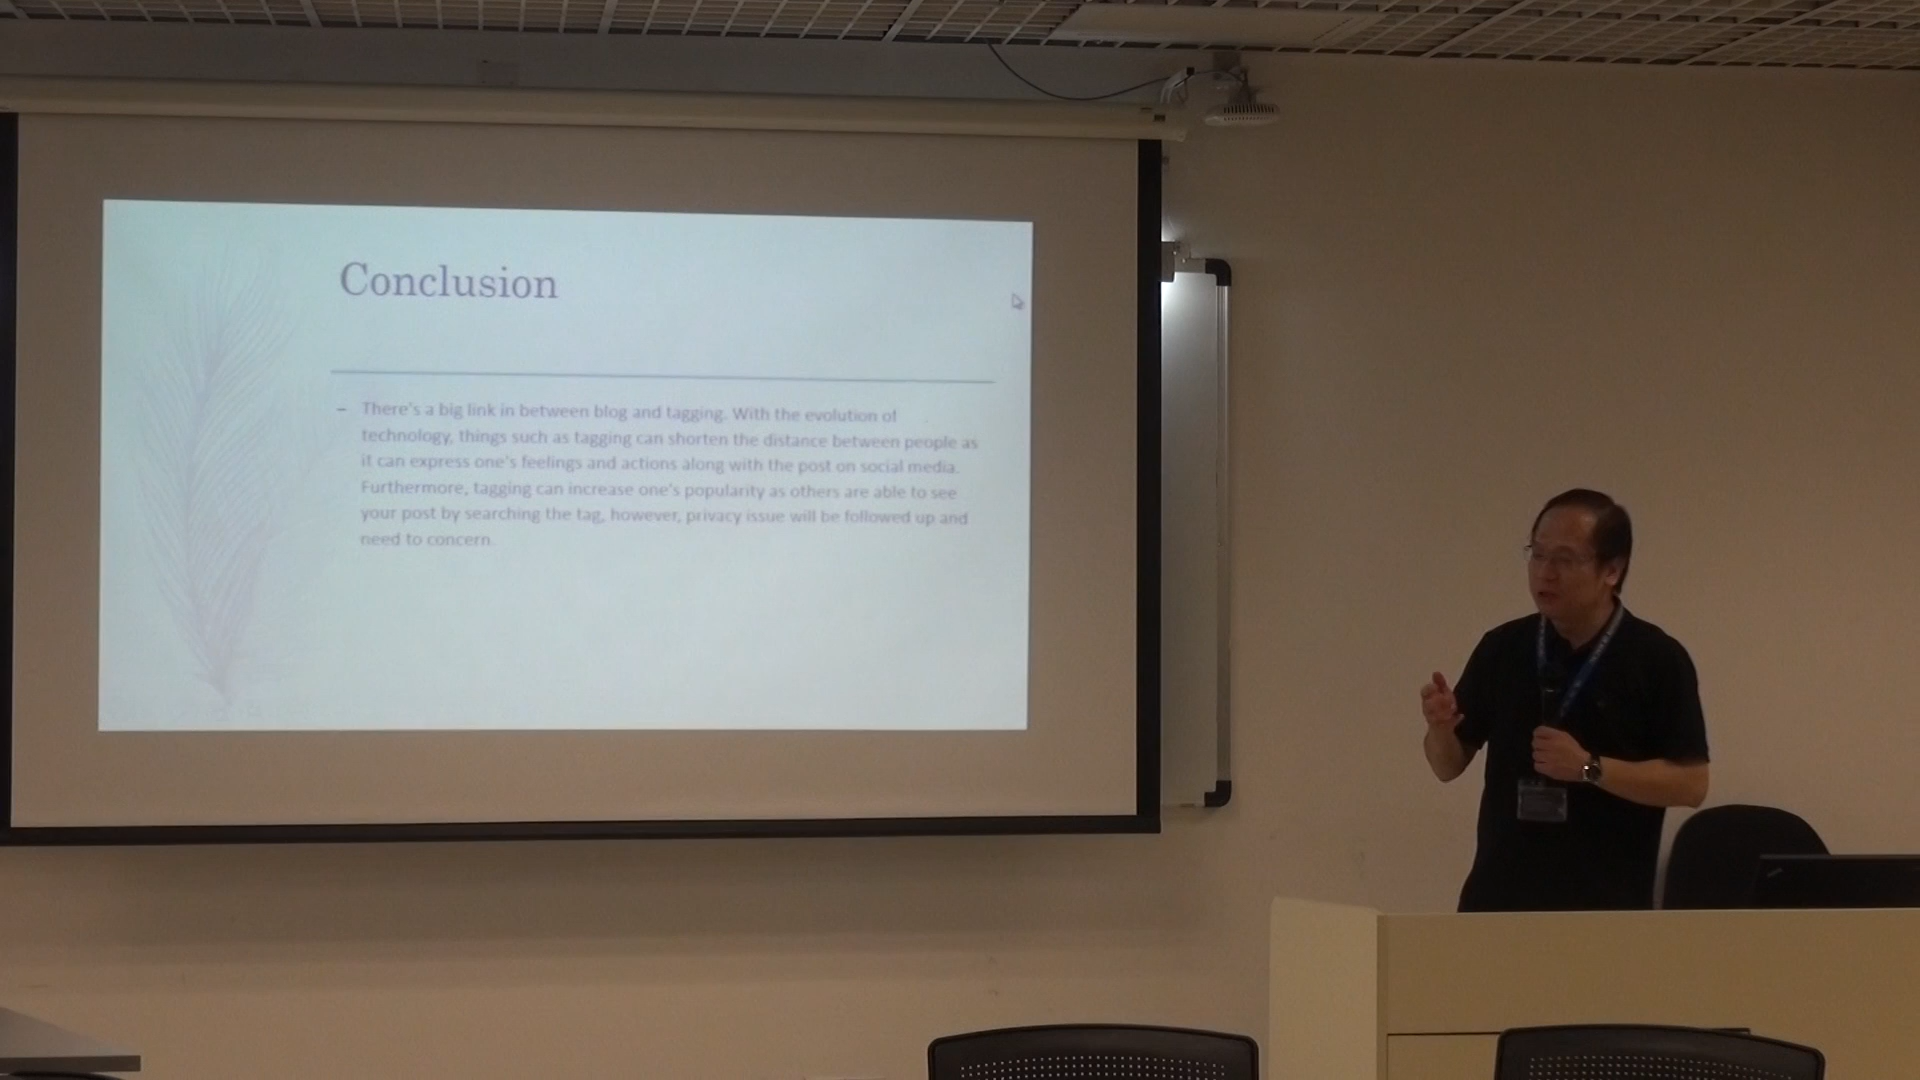 Conclusion
– There's a big link in between blog and tagging. With the evolution of
technology, things such as tagging can shorten the distance between people as
it can express one's feelings and actions along with the post on social media.
Furthermore, tagging can increase one's popularity as others are able to see
your post by searching the tag, however, privacy issue will be followed up and
need to concern.